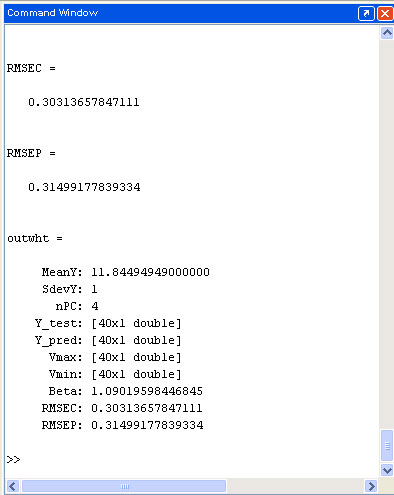 Command Window
RMSEC =
0.30313657847111
RMSEP =
0.31499177839334
outwht =
MeanY: 11.84494949000000
SdevY: 1
nPC: 4
Y_test: [40x1 double]
Y_pred: [40x1 double]
Vmax: [40x1 double]
Vmin: [40x1 double]
Beta: 1.09019598446845
RMSEC: 0.30313657847111
RMSEP: 0.31499177839334
>>